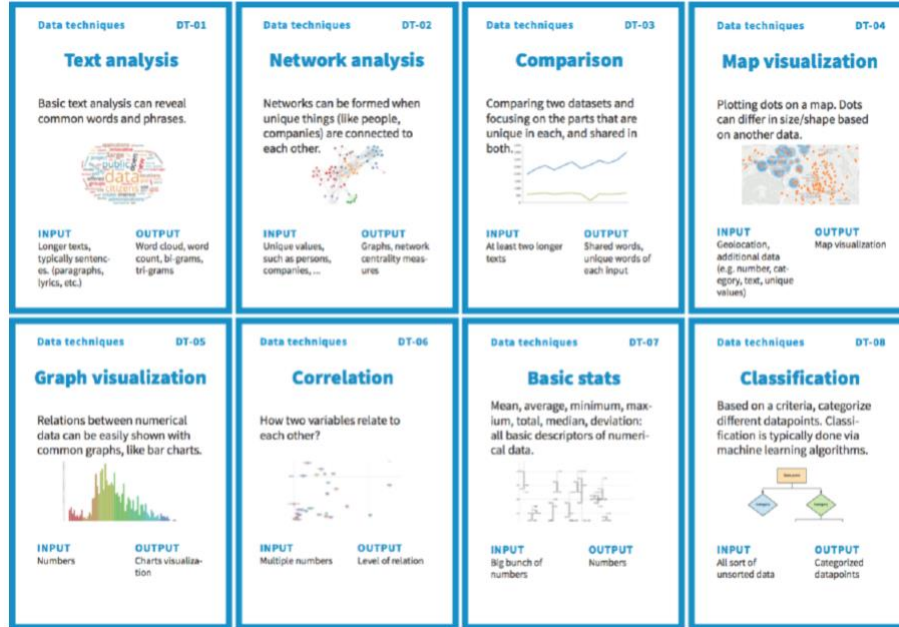 Data techniques DT-01
Text analysis
Basic text analysis can reveal
common words and phrases.
data
public
citizens
INPUT
Longer texts,
typically sentenc-
es. (paragraphs,
lyrics, etc.)
OUTPUT
Word cloud, word
count, bi-grams,
tri-grams
Data techniques DT-02
Network analysis
Networks can be formed when
unique things (like people,
companies) are connected to
each other.
INPUT
Unique values,
such as persons,
companies, ...
OUTPUT
Graphs, network
centrality meas-
ures
Data techniques DT-03
Comparison
Comparing two datasets and
focusing on the parts that are
unique in each, and shared in
both.
INPUT
At least two longer
texts
OUTPUT
Shared words,
unique words of
each input
Data techniques DT-04
Map visualization
Plotting dots on a map. Dots
can differ in size/shape based
on another data.
INPUT
Geolocation,
additional data
(e.g. number, cat-
egory, text, unique
values)
OUTPUT
Map visualization
Data techniques DT-05
Graph visualization
Relations between numerical
data can be easily shown with
common graphs, like bar charts.
INPUT
Numbers
OUTPUT
Charts visualiza-
tion
Data techniques DT-06
Correlation
How two variables relate to
each other?
INPUT
Multiple numbers
OUTPUT
Level of relation
Data techniques DT-07
Basic stats
Mean, average, minimum, max-
ium, total, median, deviation:
all basic descriptors of numeri-
cal data.
INPUT
Big bunch of
numbers
OUTPUT
Numbers
Data techniques DT-08
Classification
Based on a criteria, categorize
different datapoints. Classi-
fication is typically done via
machine learning algorithms.
INPUT
All sort of
unsorted data
OUTPUT
Categorized
datapoints